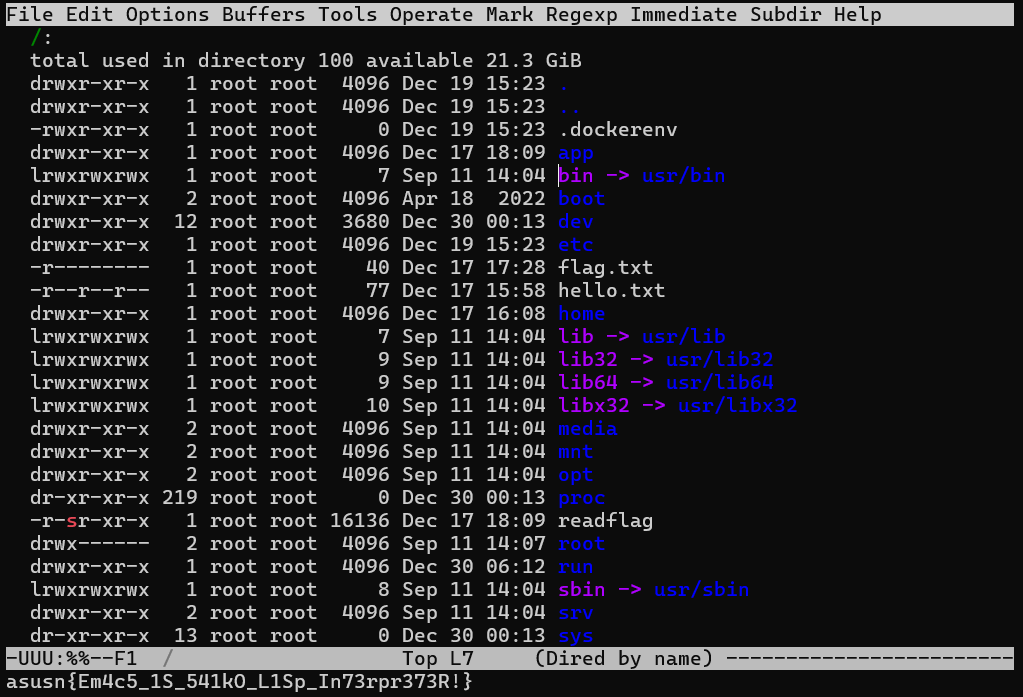 File Edit Options Buffers Tools Operate Mark Regexp Immediate Subdir Help
/:
total used in directory 100 available 21.3 GiB
drwxr-xr-x 1 root root 4096 Dec 19 15:23 .
drwxr-xr-x 1 root root 4096 Dec 19 15:23 ..
-rwxr-xr-x 1 root root 0 Dec 19 15:23 .dockerenv
drwxr-xr-x 1 root root 4096 Dec 17 18:09 app
lrwxrwxrwx 1 root root 7 Sep 11 14:04 bin -> usr/bin
drwxr-xr-x 2 root root 4096 Apr 18 2022 boot
drwxr-xr-x 12 root root 3680 Dec 30 00:13 dev
drwxr-xr-x 1 root root 4096 Dec 19 15:23 etc
-r-------- 1 root root 40 Dec 17 17:28 flag.txt
-r--r--r-- 1 root root 77 Dec 17 15:58 hello.txt
drwxr-xr-x 1 root root 4096 Dec 17 16:08 home
lrwxrwxrwx 1 root root 7 Sep 11 14:04 lib -> usr/lib
lrwxrwxrwx 1 root root 9 Sep 11 14:04 lib32 -> usr/lib32
lrwxrwxrwx 1 root root 9 Sep 11 14:04 lib64 -> usr/lib64
lrwxrwxrwx 1 root root 10 Sep 11 14:04 libx32 -> usr/libx32
drwxr-xr-x 2 root root 4096 Sep 11 14:04 media
drwxr-xr-x 2 root root 4096 Sep 11 14:04 mnt
drwxr-xr-x 2 root root 4096 Sep 11 14:04 opt
dr-xr-xr-x 219 root root 0 Dec 30 00:13 proc
-r-sr-xr-x 1 root root 16136 Dec 17 18:09 readflag
drwx------ 2 root root 4096 Sep 11 14:07 root
drwxr-xr-x 1 root root 4096 Dec 30 06:12 run
lrwxrwxrwx 1 root root 8 Sep 11 14:04 sbin -> usr/sbin
drwxr-xr-x 2 root root 4096 Sep 11 14:04 srv
dr-xr-xr-x 13 root root 0 Dec 30 00:13 sys
-UUU:%%--F1 / Top L7 (Dired by name) ------------------------
asusn{Em4c5_1S_541kO_L1Sp_In73rpr373R!}